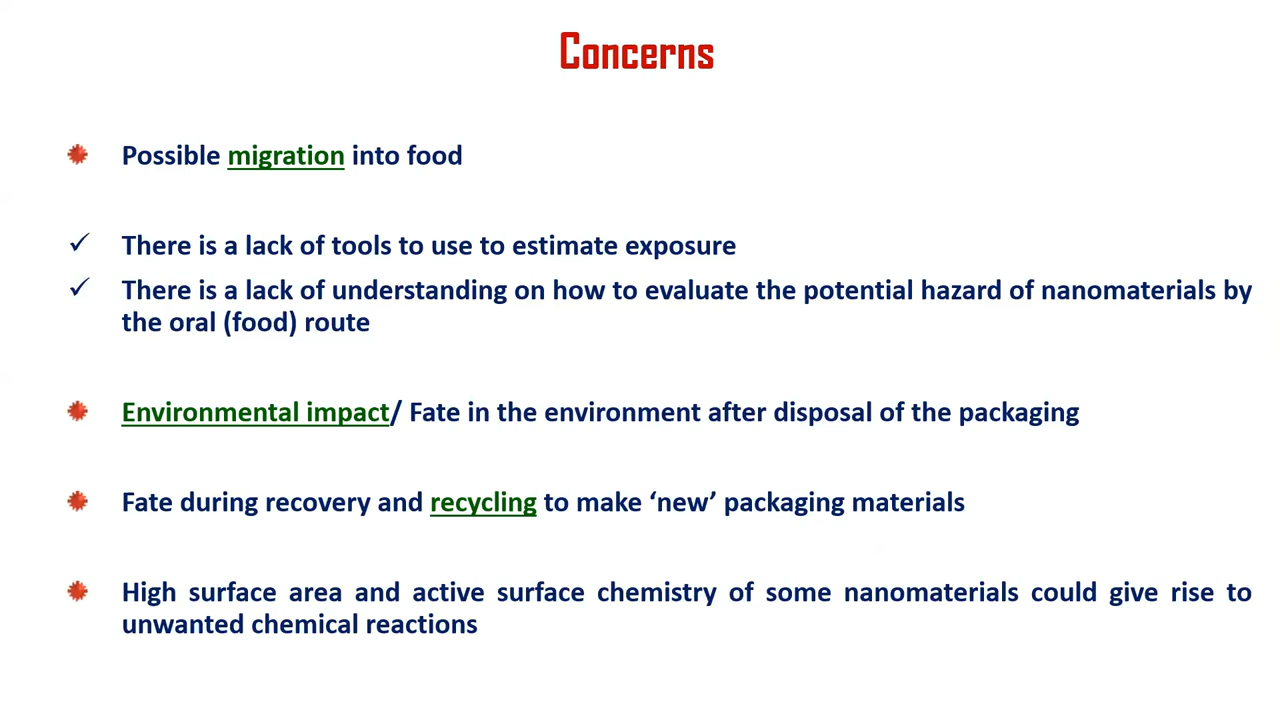 Concerns
Possible migration into food
There is a lack of tools to use to estimate exposure
There is a lack of understanding on how to evaluate the potential hazard of nanomaterials by
the oral (food) route
Environmental impact/ Fate in the environment after disposal of the packaging
Fate during recovery and recycling to make ‘new’ packaging materials
High surface area and active surface chemistry of some nanomaterials could give rise to
unwanted chemical reactions